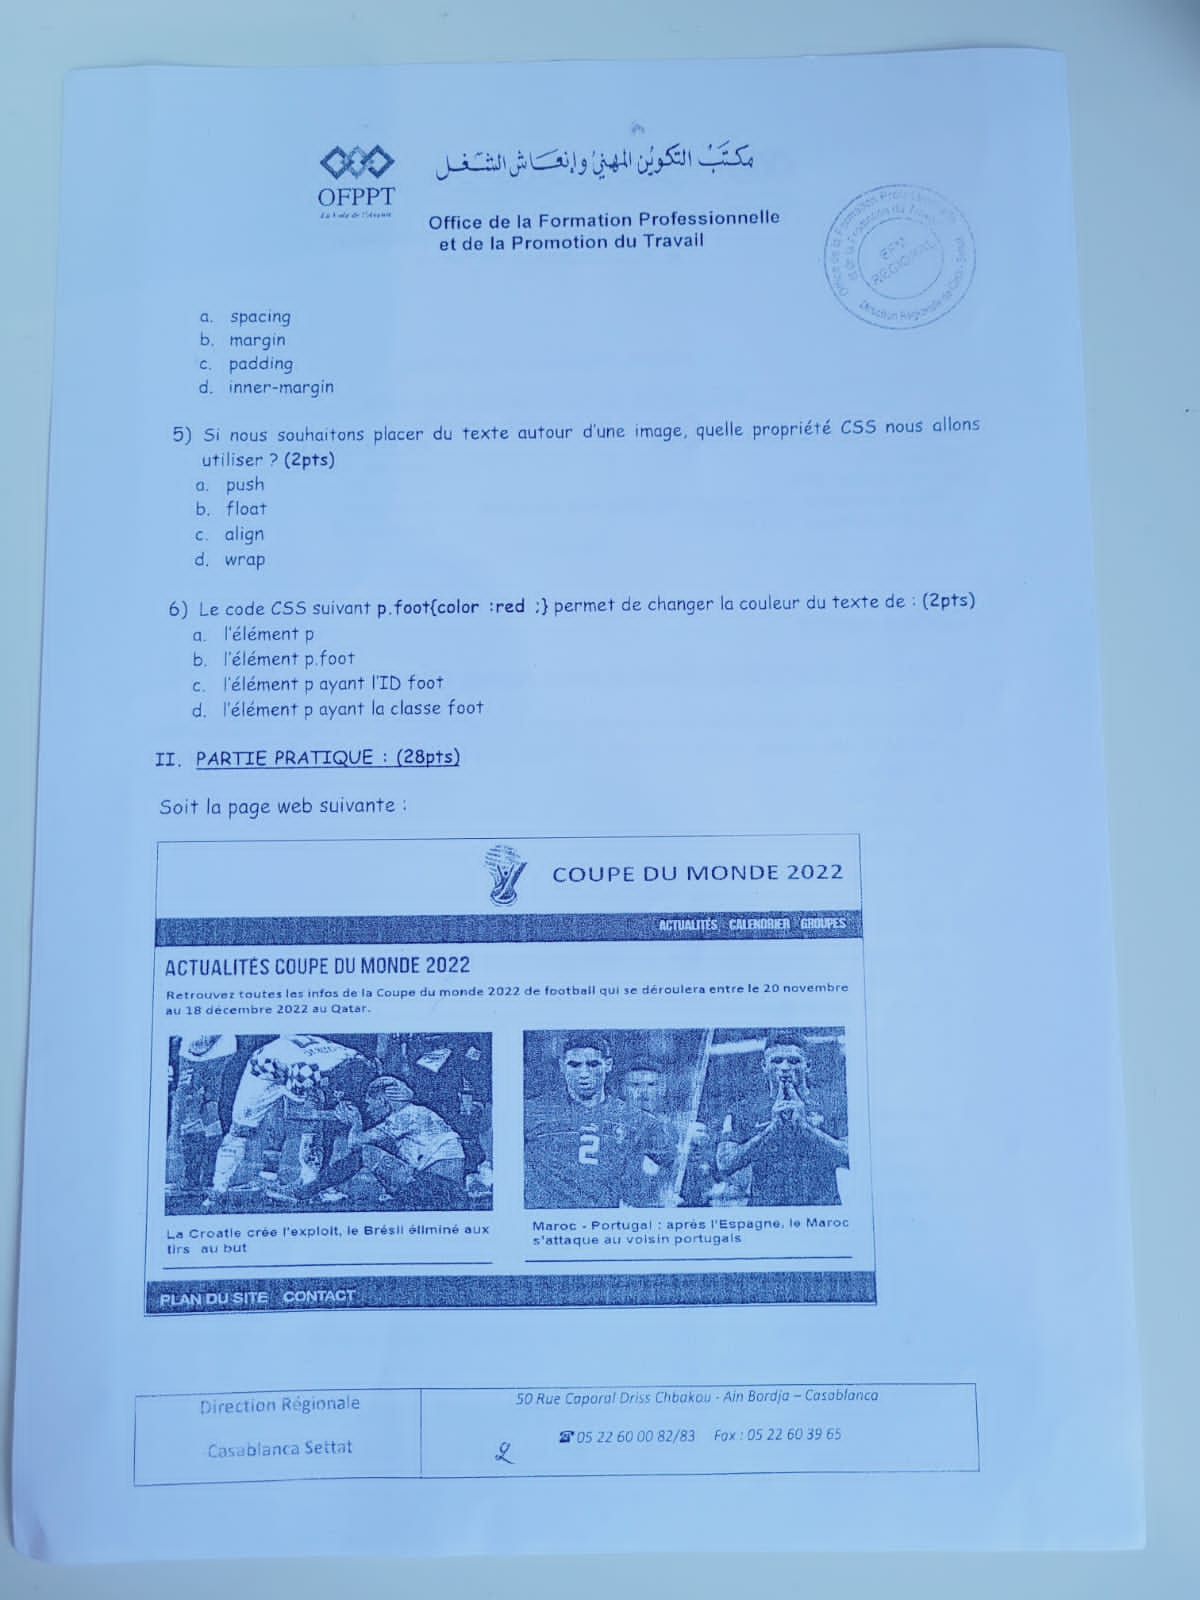 مكتب التكوين المهني وإنعاش الشغل
OFPPT
La Voie de l'Avenir
Office de la Formation Professionnelle
et de la Promotion du Travail
a. spacing
b. margin
c. padding
d. inner-margin
5) Si nous souhaitons placer du texte autour d'une image, quelle propriété CSS nous allons
utiliser ? (2pts)
a. push
b. float
c. align
d. wrap
6) Le code CSS suivant p.foot{color :red ;} permet de changer la couleur du texte de : (2pts)
a. l'élément p
b. l'élément p.foot
c. l'élément p ayant l'ID foot
d. l'élément p ayant la classe foot
II. PARTIE PRATIQUE : (28pts)
Soit la page web suivante :
COUPE DU MONDE 2022
ACTUALITÉS CALENDRIER GROUPES
ACTUALITÉS COUPE DU MONDE 2022
Retrouvez toutes les infos de la Coupe du monde 2022 de football qui se déroulera entre le 20 novembre
au 18 décembre 2022 au Qatar.
2
La Croatie crée l'exploit, le Brésil éliminé aux
tirs au but
Maroc - Portugal : après l'Espagne, le Maroc
s'attaque au voisin portugais
PLAN DU SITE CONTACT
Direction Régionale
Casablanca Settat
50 Rue Caporal Driss Chbakou - Ain Bordja – Casablanca
☎05 22 60 00 82/83 Fax : 05 22 60 39 65
2